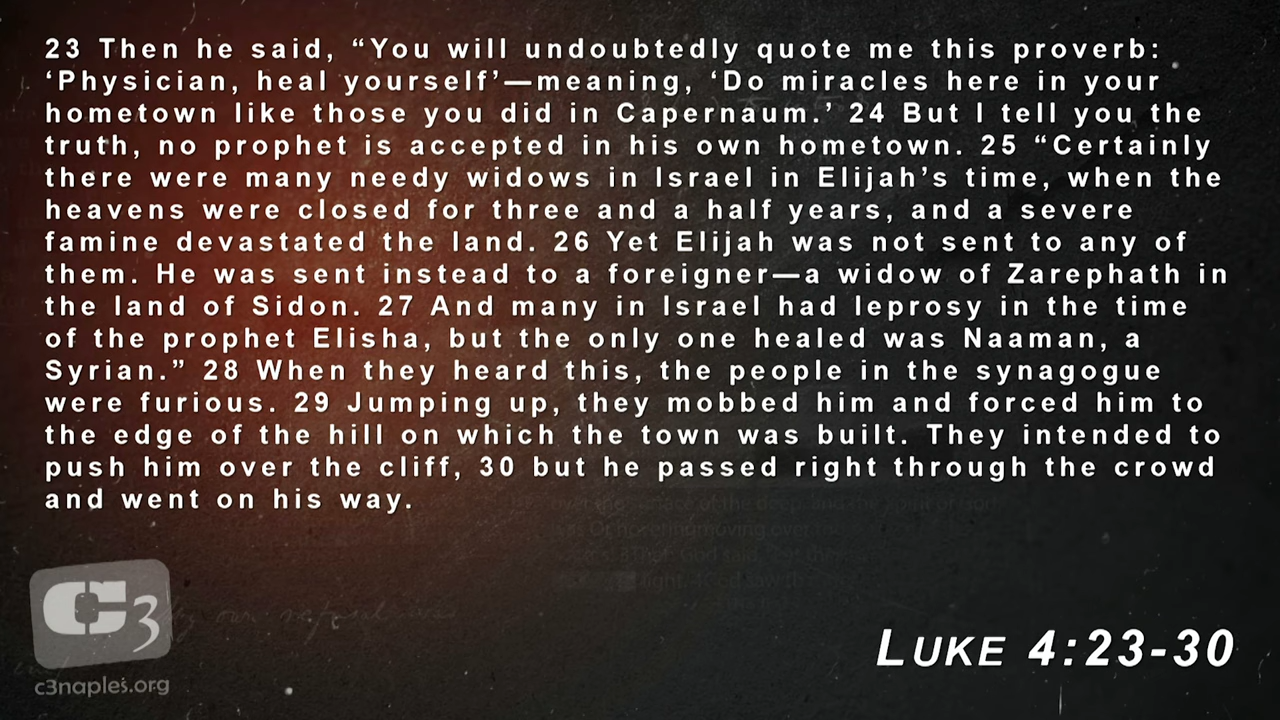 23 Then he said, “You will undoubtedly quote me this proverb:
‘Physician, heal yourself’—meaning, ‘Do miracles here in your
hometown like those you did in Capernaum.’ 24 But I tell you the
truth, no prophet is accepted in his own hometown. 25 “Certainly
there were many needy widows in Israel in Elijah’s time, when the
heavens were closed for three and a half years, and a severe
famine devastated the land. 26 Yet Elijah was not sent to any of
them. He was sent instead to a foreigner—a widow of Zarephath in
the land of Sidon. 27 And many in Israel had leprosy in the time
of the prophet Elisha, but the only one healed was Naaman, a
Syrian.” 28 When they heard this, the people in the synagogue
were furious. 29 Jumping up, they mobbed him and forced him to
the edge of the hill on which the town was built. They intended to
push him over the cliff, 30 but he passed right through the crowd
and went on his way.
C3
c3naples.org
LUKE 4:23-30